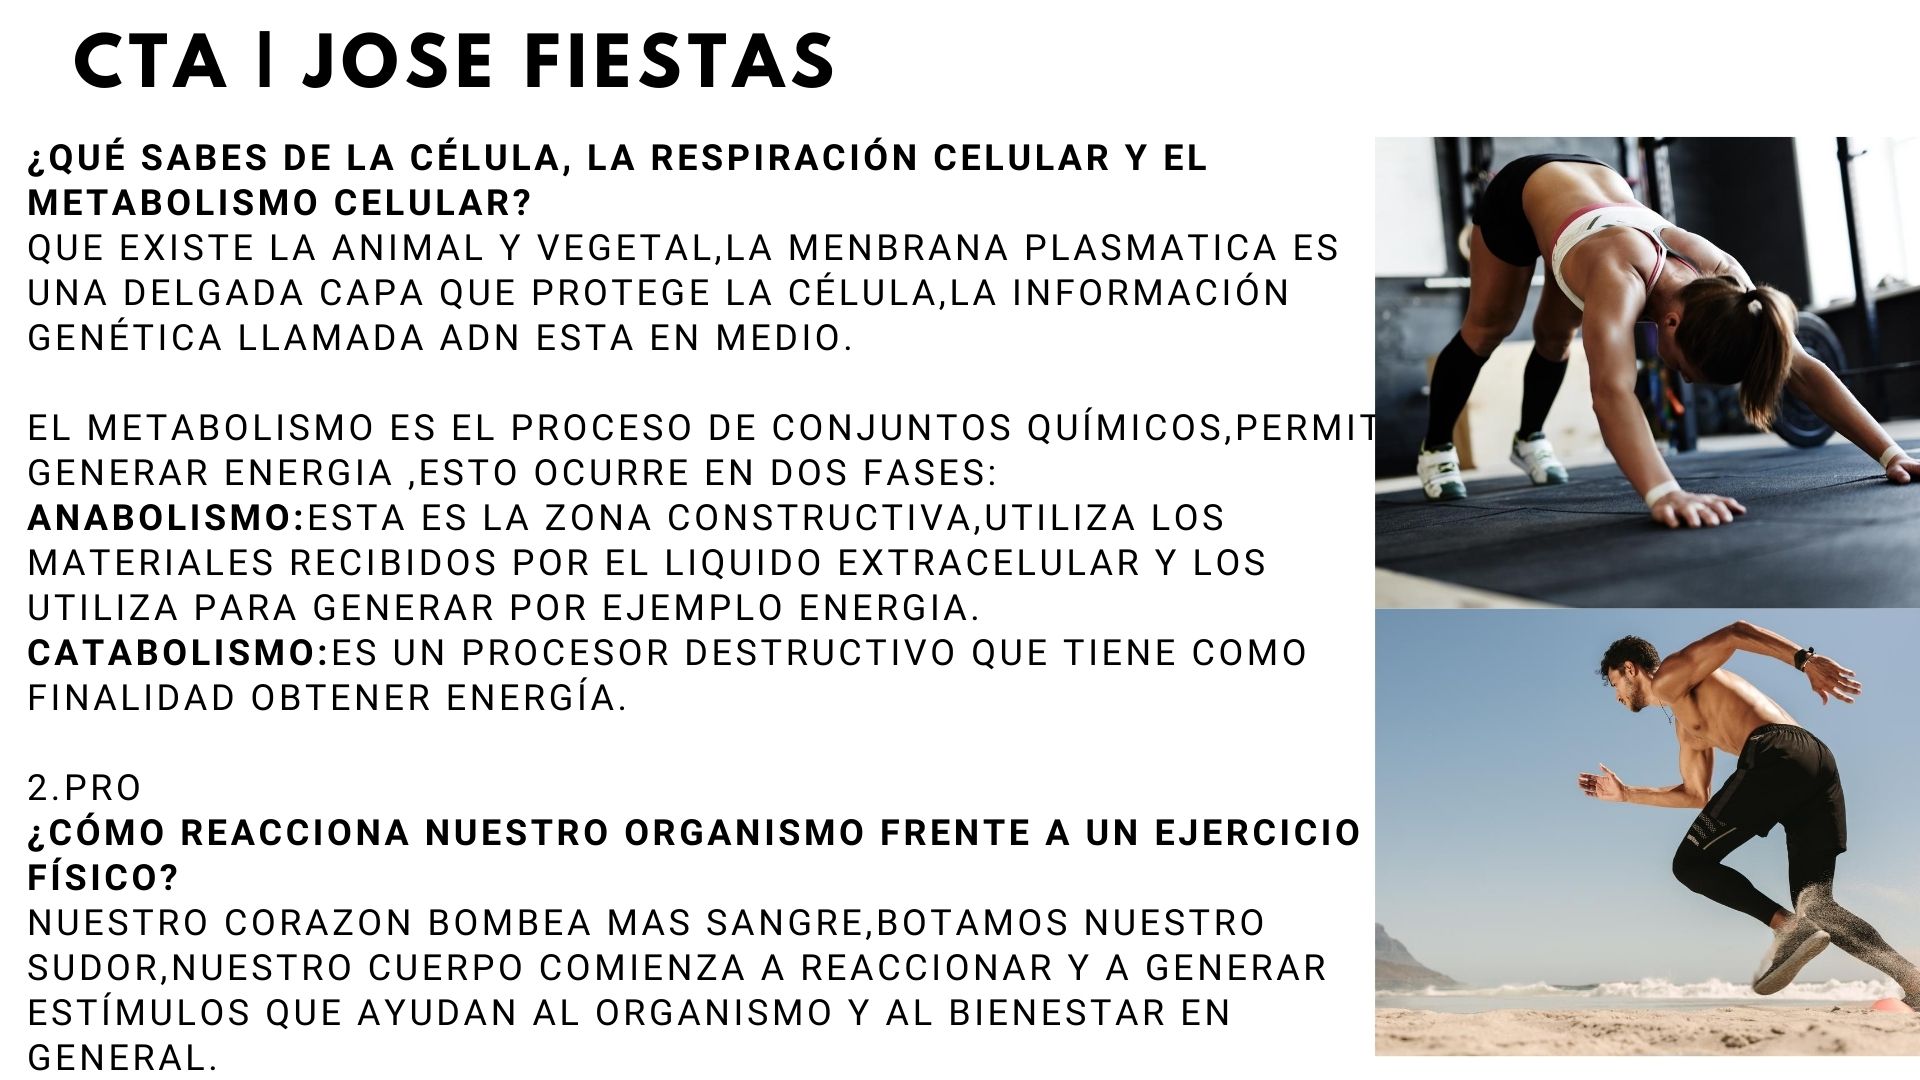 CTA | JOSE FIESTAS
¿QUÉ SABES DE LA CÉLULA, LA RESPIRACIÓN CELULAR Y EL
METABOLISMO CELULAR?
QUE EXISTE LA ANIMAL Y VEGETAL,LA MENBRANA PLASMATICA ES
UNA DELGADA CAPA QUE PROTEGE LA CÉLULA,LA INFORMACIÓN
GENÉTICA LLAMADA ADN ESTA EN MEDIO.
EL METABOLISMO ES EL PROCESO DE CONJUNTOS QUÍMICOS,PERMIT
GENERAR ENERGIA ,ESTO OCURRE EN DOS FASES:
ANABOLISMO:ESTA ES LA ZONA CONSTRUCTIVA,UTILIZA LOS
MATERIALES RECIBIDOS POR EL LIQUIDO EXTRACELULAR Y LOS
UTILIZA PARA GENERAR POR EJEMPLO ENERGIA.
CATABOLISMO:ES UN PROCESOR DESTRUCTIVO QUE TIENE COMO
FINALIDAD OBTENER ENERGÍA.
2.PRO
¿CÓMO REACCIONA NUESTRO ORGANISMO FRENTE A UN EJERCICIO
FÍSICO?
NUESTRO CORAZON BOMBEA MAS SANGRE,BOTAMOS NUESTRO
SUDOR,NUESTRO CUERPO COMIENZA A REACCIONAR Y A GENERAR
ESTÍMULOS QUE AYUDAN AL ORGANISMO Y AL BIENESTAR EN
GENERAL.